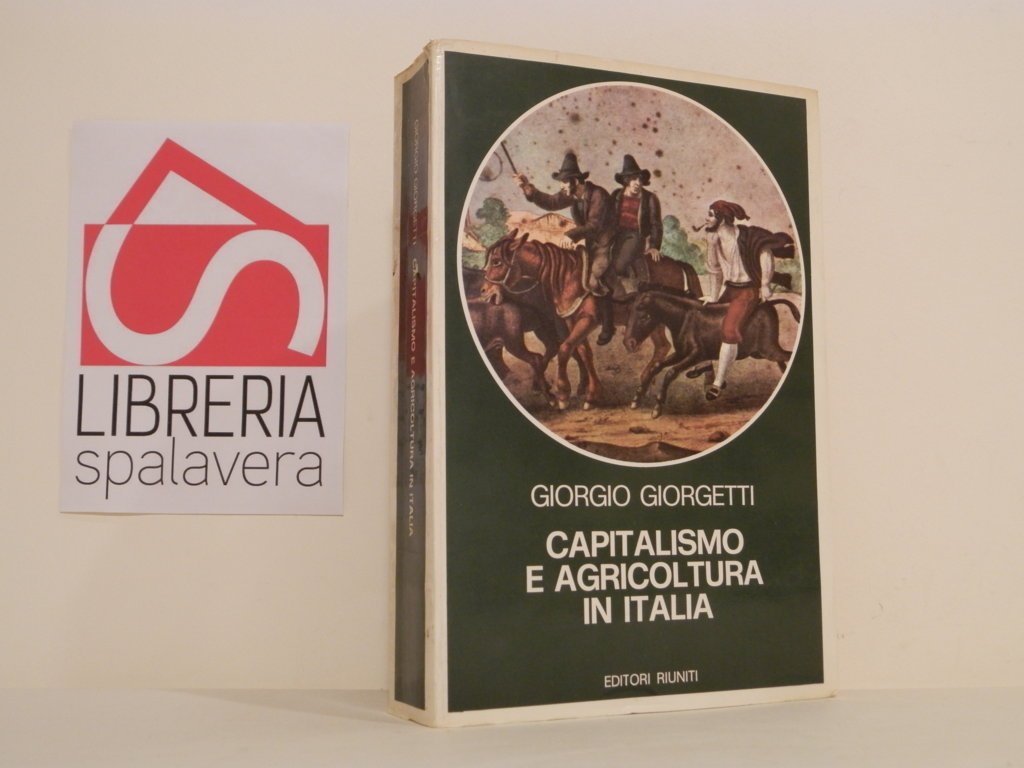 LIBRERIA
spalavera
GIORGIO GIORGETTI CAPITALISMO E AGRICOLTURA IN ITALIA
GIORGIO GIORGETTI
CAPITALISMO
E AGRICOLTURA
IN ITALIA
EDITORI RIUNITI